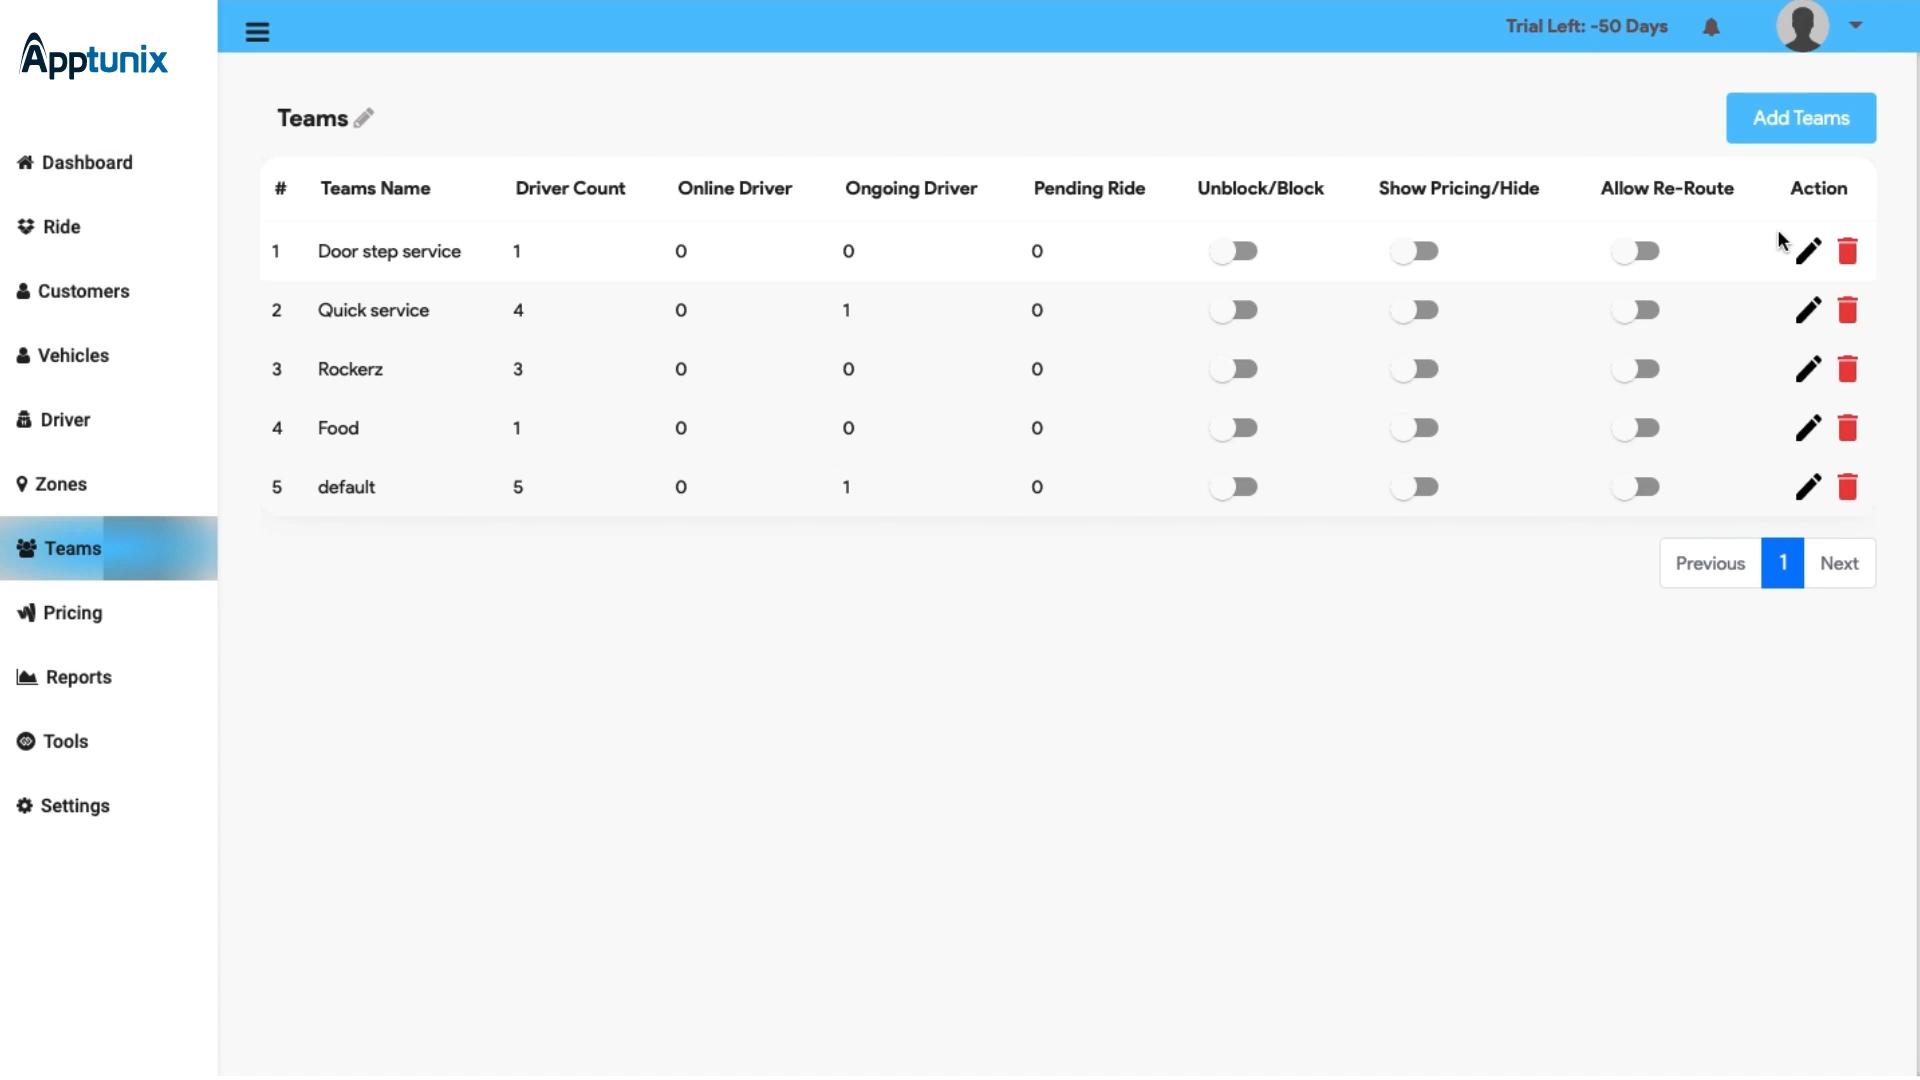 Apptunix
Trial Left: -50 Days
Dashboard
Ride
Customers
Vehicles
Driver
Zones
Teams
Pricing
Reports
Tools
Settings
Teams
Add Teams
# Teams Name Driver Count Online Driver Ongoing Driver Pending Ride Unblock/Block Show Pricing/Hide Allow Re-Route Action
1 Door step service 1 0 0 0
2 Quick service 4 0 1 0
3 Rockerz 3 0 0 0
4 Food 1 0 0 0
5 default 5 0 1 0
Previous 1 Next